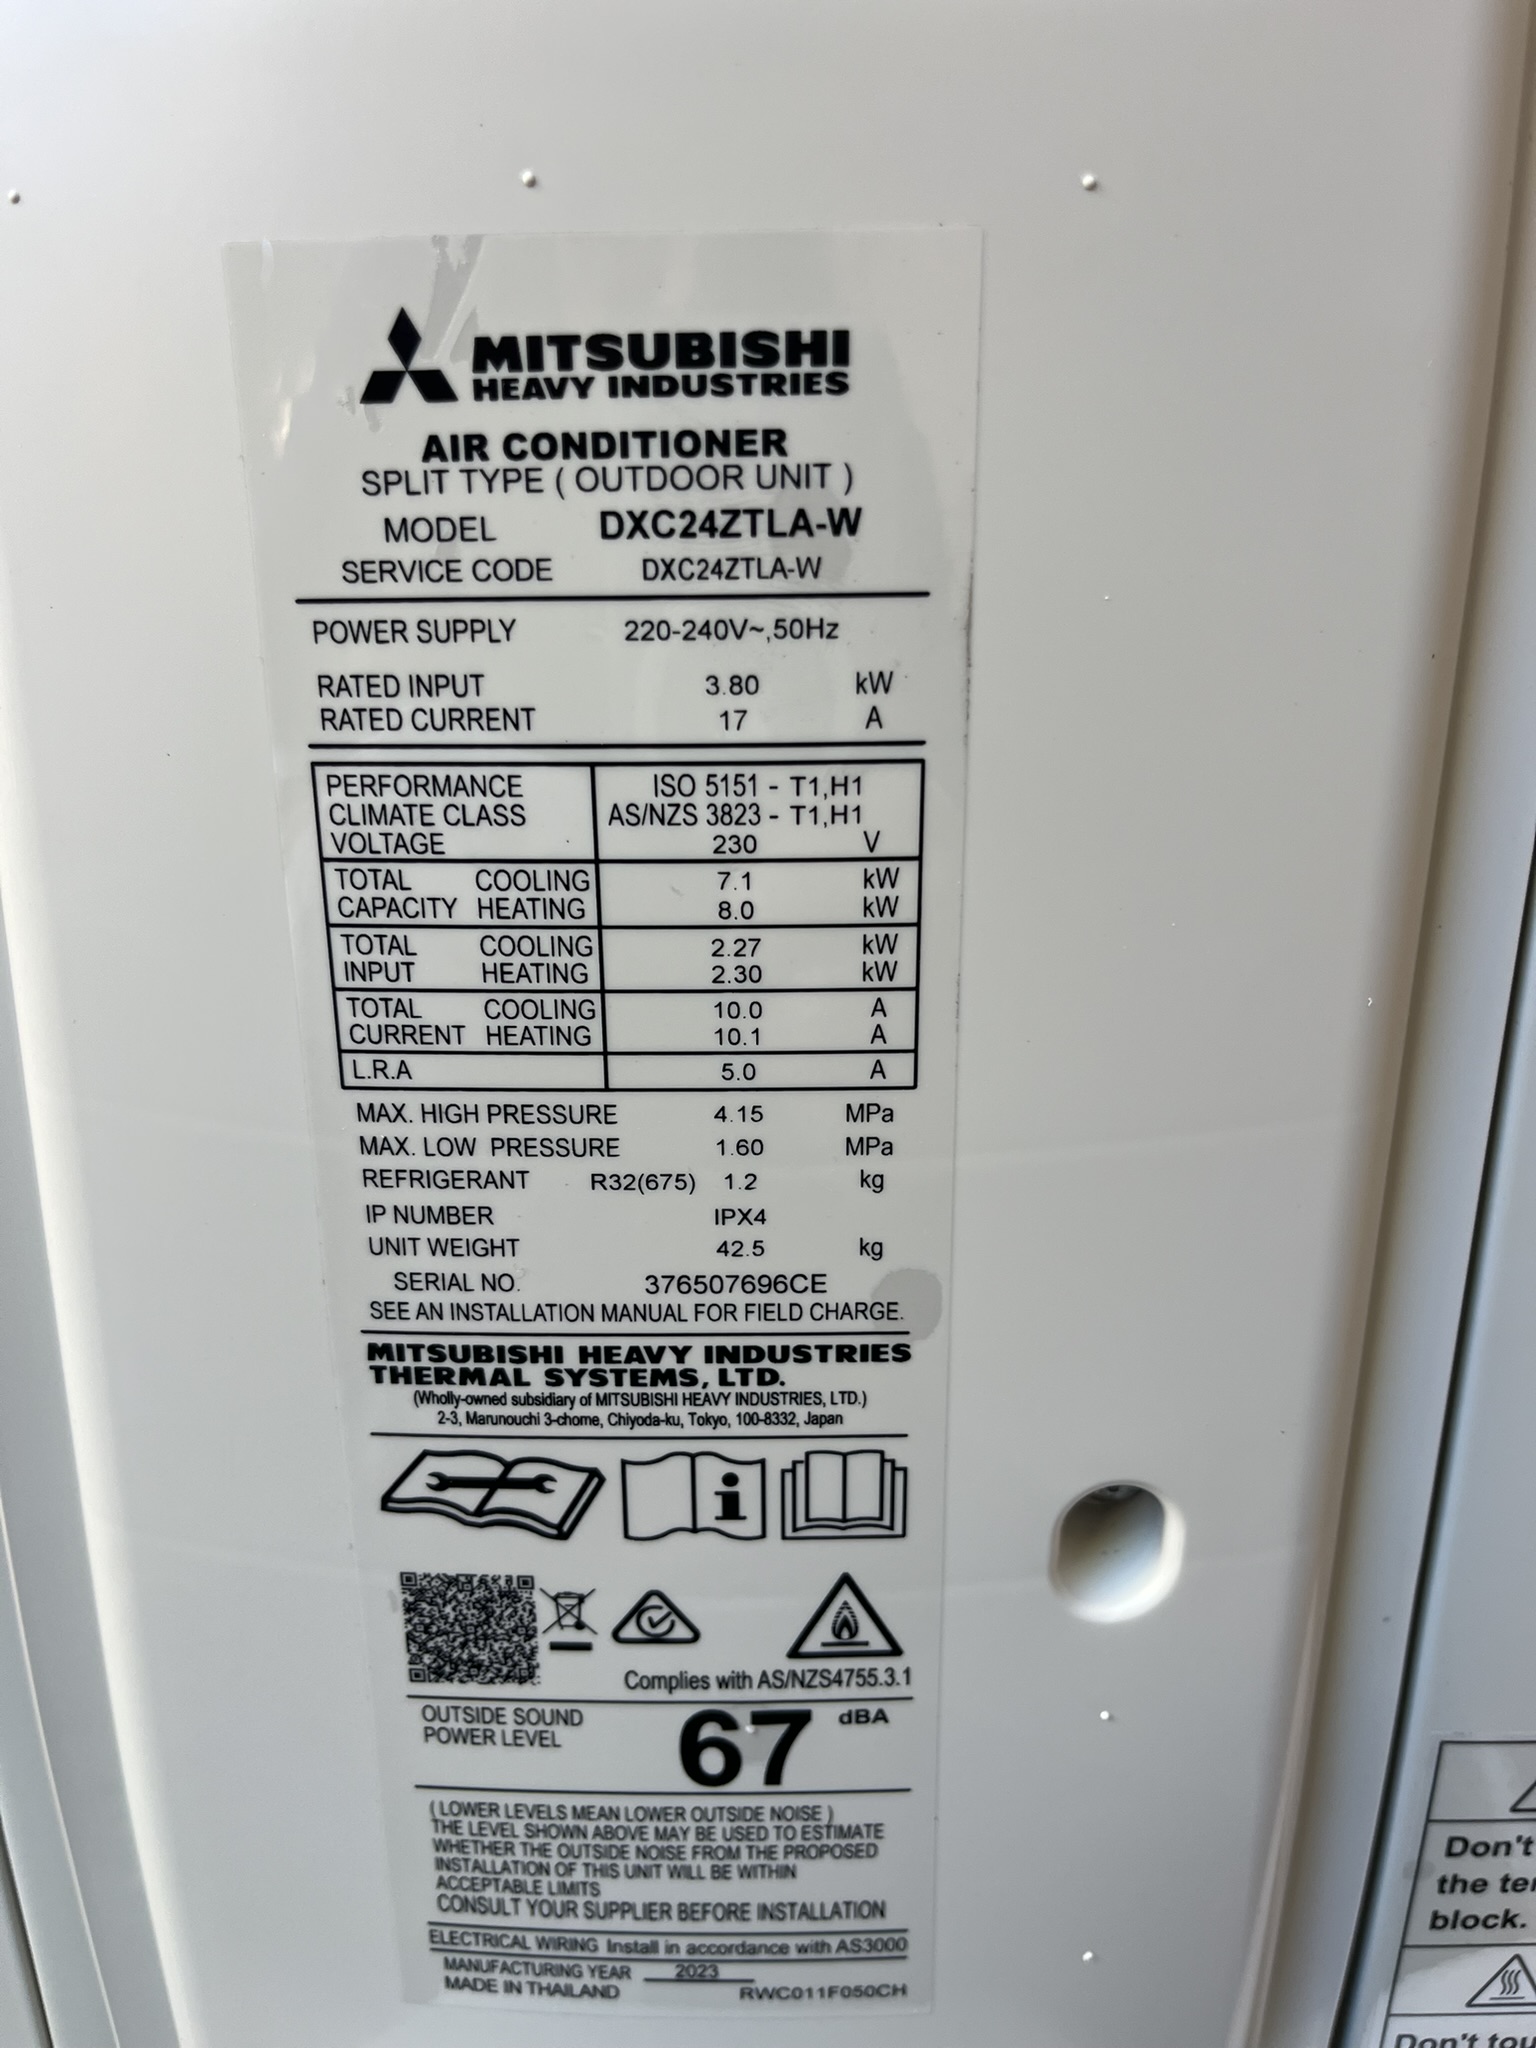 MITSUBISHI
HEAVY INDUSTRIES
AIR CONDITIONER
SPLIT TYPE ( OUTDOOR UNIT )
MODEL DXC24ZTLA-W
SERVICE CODE DXC24ZTLA-W
POWER SUPPLY 220-240V~,50Hz
RATED INPUT 3.80 kW
RATED CURRENT 17 A
PERFORMANCE ISO 5151 - T1,H1
CLIMATE CLASS AS/NZS 3823 - T1,H1
VOLTAGE 230 V
TOTAL COOLING 7.1 kW
CAPACITY HEATING 8.0 kW
TOTAL COOLING 2.27 kW
INPUT HEATING 2.30 kW
TOTAL COOLING 10.0 A
CURRENT HEATING 10.1 A
L.R.A 5.0 A
MAX. HIGH PRESSURE 4.15 MPa
MAX. LOW PRESSURE 1.60 MPa
REFRIGERANT R32(675) 1.2 kg
IP NUMBER IPX4
UNIT WEIGHT 42.5 kg
SERIAL NO. 376507696CE
SEE AN INSTALLATION MANUAL FOR FIELD CHARGE.
MITSUBISHI HEAVY INDUSTRIES
THERMAL SYSTEMS, LTD.
(Wholly-owned subsidiary of MITSUBISHI HEAVY INDUSTRIES, LTD.)
2-3, Marunouchi 3-chome, Chiyoda-ku, Tokyo, 100-8332, Japan
Complies with AS/NZS4755.3.1
OUTSIDE SOUND 67 dBA
POWER LEVEL
( LOWER LEVELS MEAN LOWER OUTSIDE NOISE )
THE LEVEL SHOWN ABOVE MAY BE USED TO ESTIMATE
WHETHER THE OUTSIDE NOISE FROM THE PROPOSED
INSTALLATION OF THIS UNIT WILL BE WITHIN
ACCEPTABLE LIMITS
CONSULT YOUR SUPPLIER BEFORE INSTALLATION
ELECTRICAL WIRING Install in accordance with AS3000
MANUFACTURING YEAR 2023
MADE IN THAILAND RWC011F050CH
Don't
the
block.
Don't